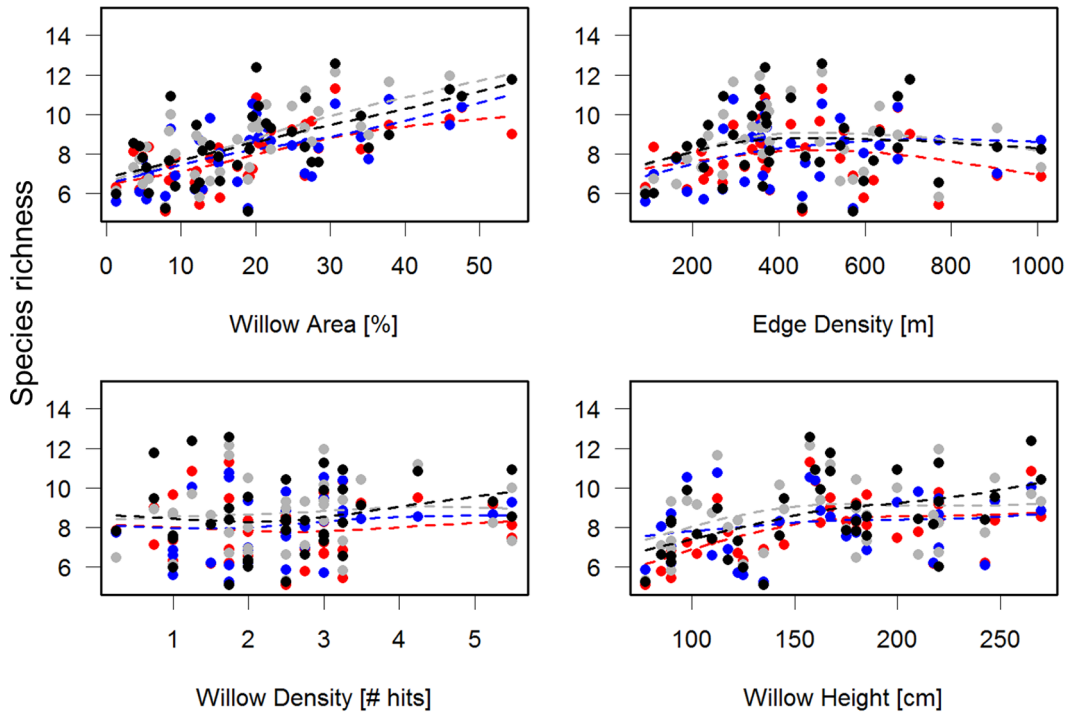 Species richness
14
12
10
8
6
0 10 20 30 40 50
Willow Area [%]
14
12
10
8
6
200 400 600 800 1000
Edge Density [m]
14
12
10
8
6
1 2 3 4 5
Willow Density [# hits]
14
12
10
8
6
100 150 200 250
Willow Height [cm]